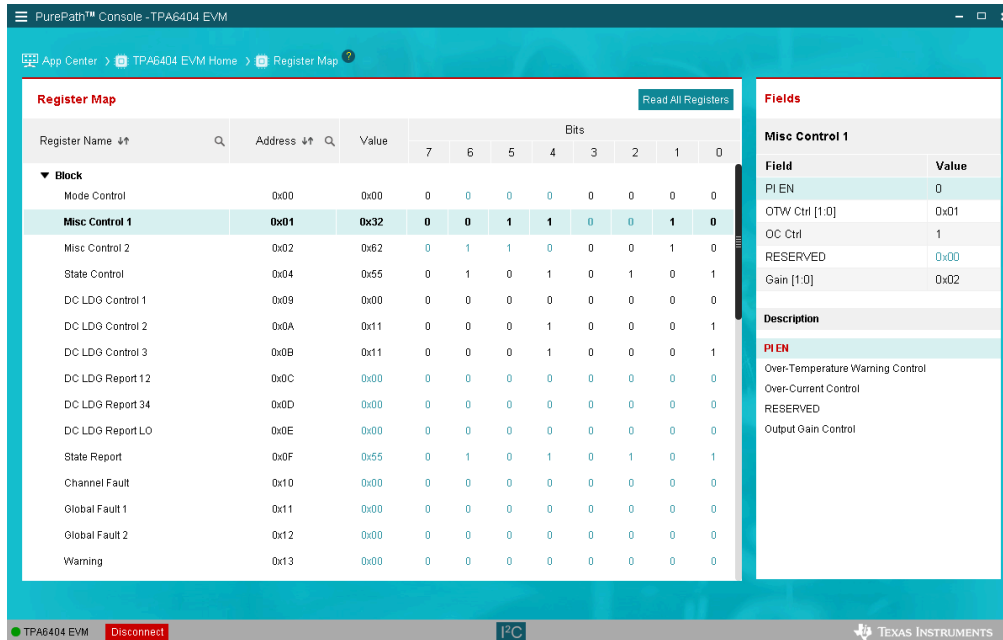 PurePath™ Console -TPA6404 EVM
App Center > TPA6404 EVM Home > Register Map ?
Register Map Read All Registers
Register Name Address Value Bits
7 6 5 4 3 2 1 0
Block
Mode Control 0x00 0x00 0 0 0 0 0 0 0 0
Misc Control 1 0x01 0x32 0 0 1 1 0 0 1 0
Misc Control 2 0x02 0x62 0 1 1 0 0 0 1 0
State Control 0x04 0x55 0 1 0 1 0 1 0 1
DC LDG Control 1 0x09 0x00 0 0 0 0 0 0 0 0
DC LDG Control 2 0x0A 0x11 0 0 0 1 0 0 0 1
DC LDG Control 3 0x0B 0x11 0 0 0 1 0 0 0 1
DC LDG Report 12 0x0C 0x00 0 0 0 0 0 0 0 0
DC LDG Report 34 0x0D 0x00 0 0 0 0 0 0 0 0
DC LDG Report LO 0x0E 0x00 0 0 0 0 0 0 0 0
State Report 0x0F 0x55 0 1 0 1 0 1 0 1
Channel Fault 0x10 0x00 0 0 0 0 0 0 0 0
Global Fault 1 0x11 0x00 0 0 0 0 0 0 0 0
Global Fault 2 0x12 0x00 0 0 0 0 0 0 0 0
Warning 0x13 0x00 0 0 0 0 0 0 0 0
Fields
Misc Control 1
Field Value
PI EN 0
OTW Ctrl [1:0] 0x01
OC Ctrl 1
RESERVED 0x00
Gain [1:0] 0x02
Description
PI EN
Over-Temperature Warning Control
Over-Current Control
RESERVED
Output Gain Control
TPA6404 EVM Disconnect I²C TEXAS INSTRUMENTS